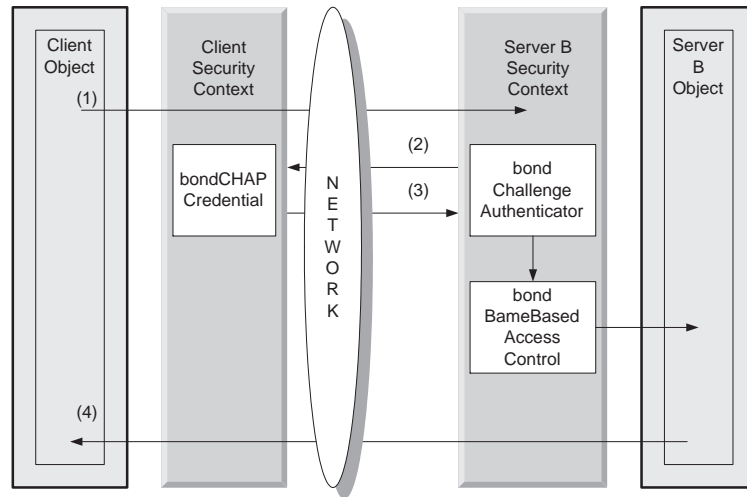 Client
Object
Client
Security
Context
Server B
Security
Context
Server
B
Object
(1)
(2)
bondCHAP
Credential
(3)
bond
Challenge
Authenticator
N
E
T
W
O
R
K
bond
BameBased
Access
Control
(4)